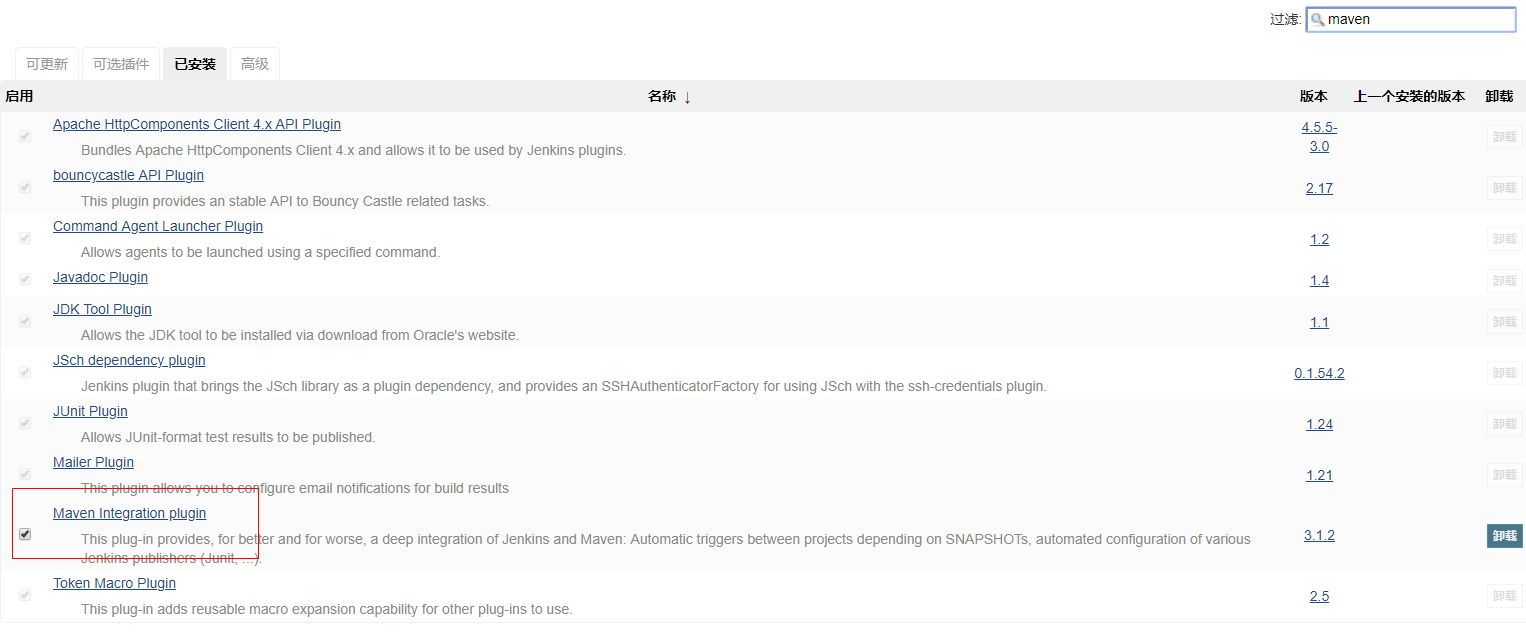 过滤: maven
可更新 可选插件 已安装 高级
启用 名称 ↓ 版本 上一个安装的版本 卸载
Apache HttpComponents Client 4.x API Plugin
Bundles Apache HttpComponents Client 4.x and allows it to be used by Jenkins plugins.
4.5.5-
3.0
卸载
bouncycastle API Plugin
This plugin provides an stable API to Bouncy Castle related tasks.
2.17
卸载
Command Agent Launcher Plugin
Allows agents to be launched using a specified command.
1.2
卸载
Javadoc Plugin
1.4
卸载
JDK Tool Plugin
Allows the JDK tool to be installed via download from Oracle's website.
1.1
卸载
JSch dependency plugin
Jenkins plugin that brings the JSch library as a plugin dependency, and provides an SSHAuthenticatorFactory for using JSch with the ssh-credentials plugin.
0.1.54.2
卸载
JUnit Plugin
Allows JUnit-format test results to be published.
1.24
卸载
Mailer Plugin
This plugin allows you to configure email notifications for build results
1.21
卸载
Maven Integration plugin
This plug-in provides, for better and for worse, a deep integration of Jenkins and Maven: Automatic triggers between projects depending on SNAPSHOTs, automated configuration of various
Jenkins publishers (Junit, ...).
3.1.2
卸载
Token Macro Plugin
This plug-in adds reusable macro expansion capability for other plug-ins to use.
2.5
卸载